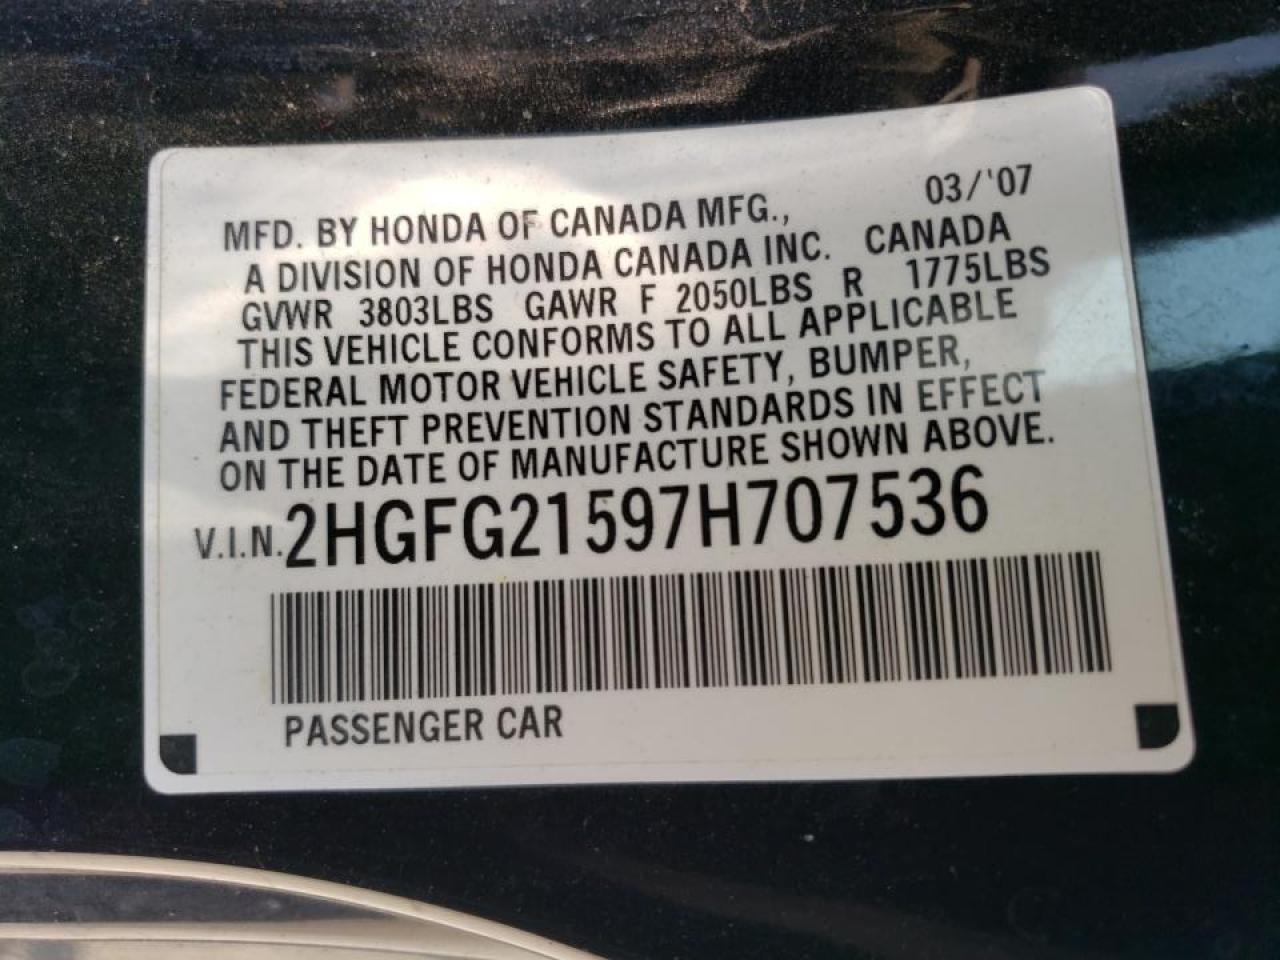 03/'07
MFD. BY HONDA OF CANADA MFG.,
A DIVISION OF HONDA CANADA INC. CANADA
GVWR 3803LBS GAWR F 2050LBS R 1775LBS
THIS VEHICLE CONFORMS TO ALL APPLICABLE
FEDERAL MOTOR VEHICLE SAFETY, BUMPER,
AND THEFT PREVENTION STANDARDS IN EFFECT
ON THE DATE OF MANUFACTURE SHOWN ABOVE.
V.I.N. 2HGFG21597H707536
PASSENGER CAR